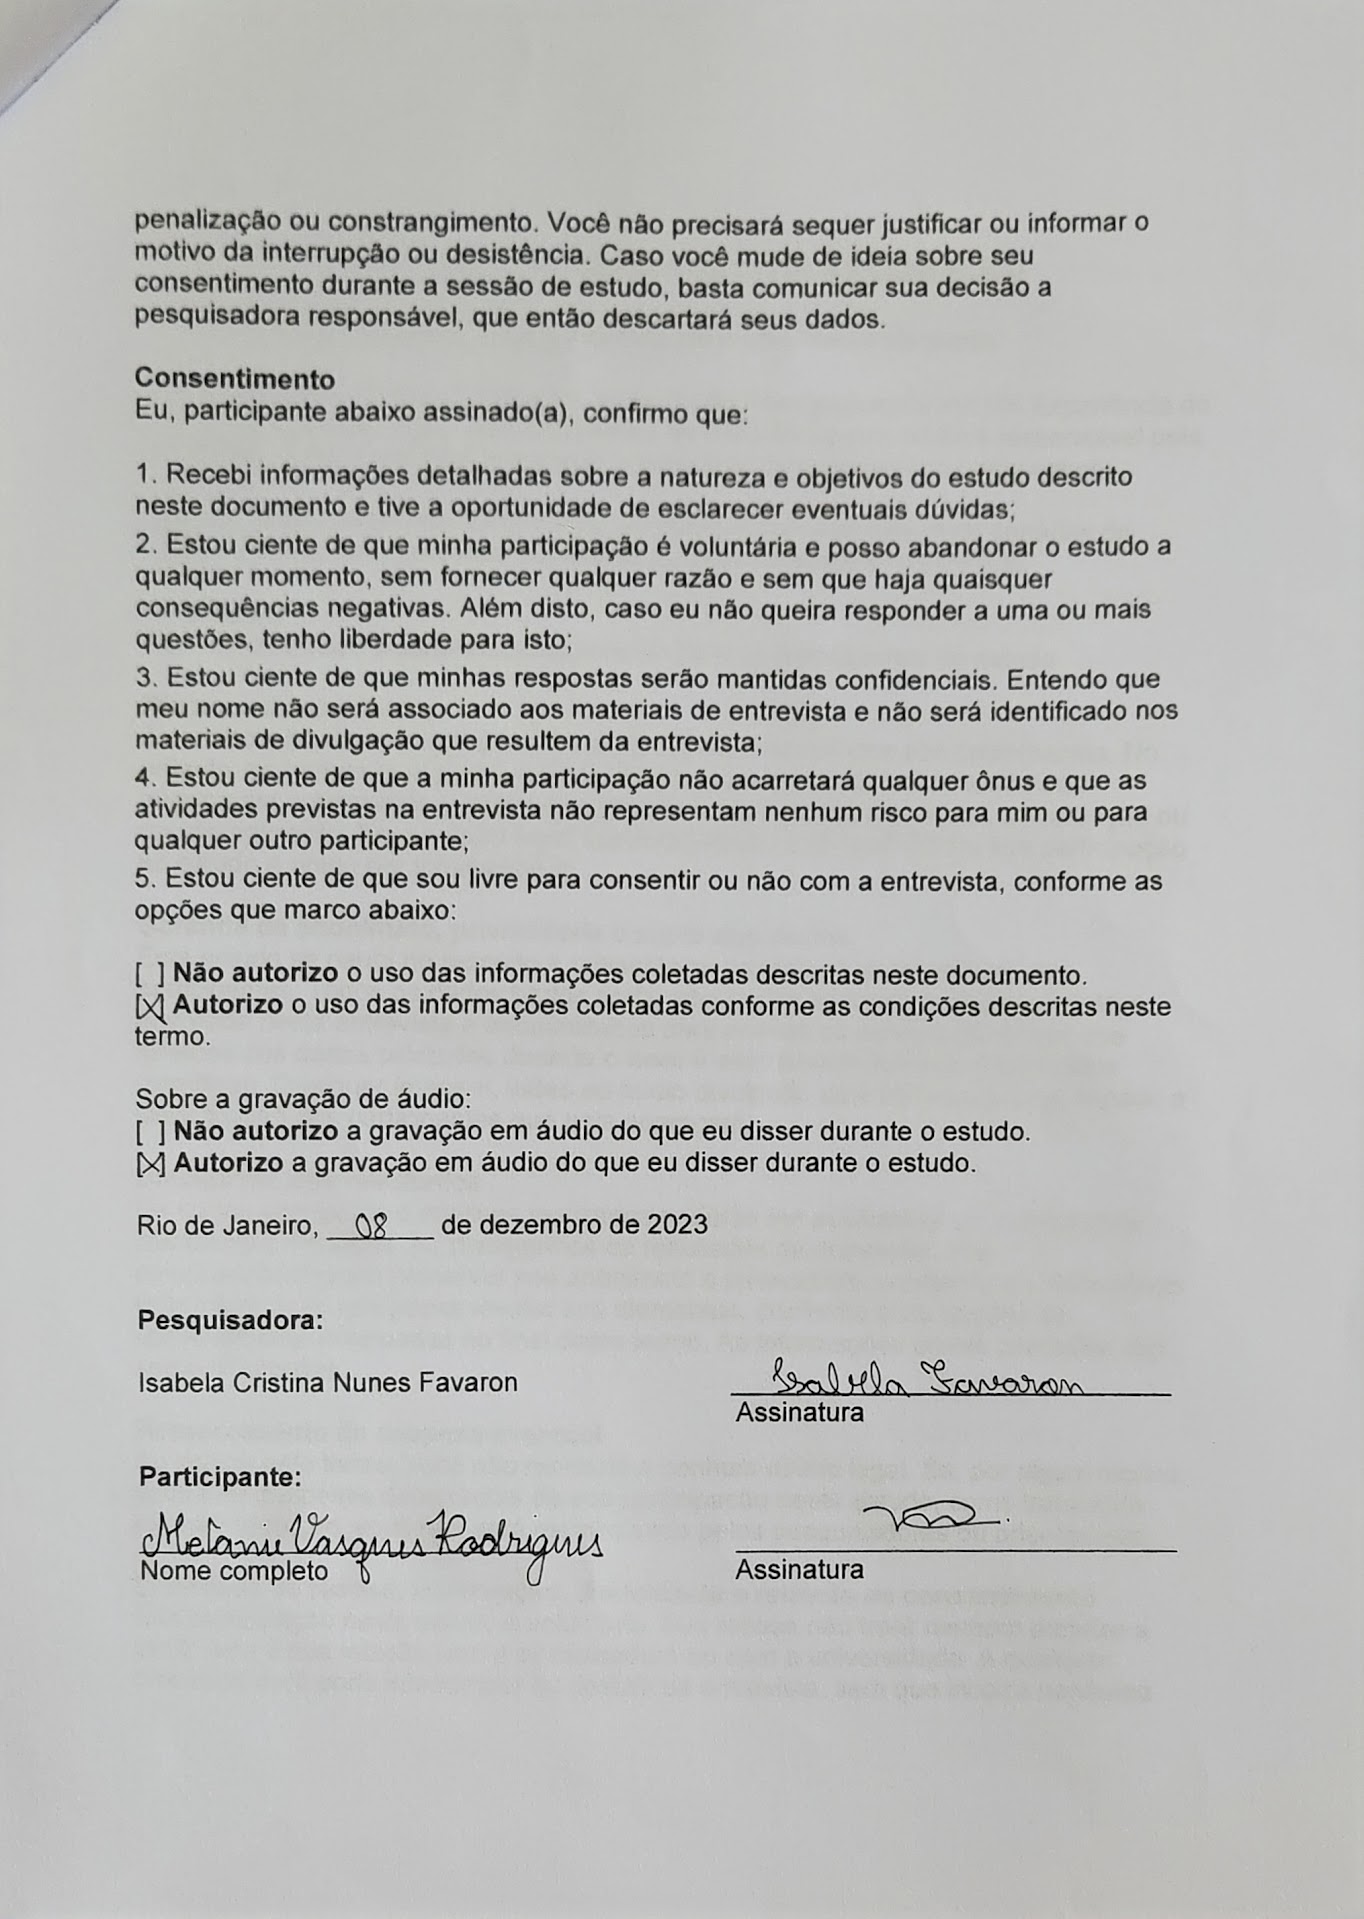 penalização ou constrangimento. Você não precisará sequer justificar ou informar o
motivo da interrupção ou desistência. Caso você mude de ideia sobre seu
consentimento durante a sessão de estudo, basta comunicar sua decisão a
pesquisadora responsável, que então descartará seus dados.
Consentimento
Eu, participante abaixo assinado(a), confirmo que:
1. Recebi informações detalhadas sobre a natureza e objetivos do estudo descrito
neste documento e tive a oportunidade de esclarecer eventuais dúvidas;
2. Estou ciente de que minha participação é voluntária e posso abandonar o estudo a
qualquer momento, sem fornecer qualquer razão e sem que haja quaisquer
consequências negativas. Além disto, caso eu não queira responder a uma ou mais
questões, tenho liberdade para isto;
3. Estou ciente de que minhas respostas serão mantidas confidenciais. Entendo que
meu nome não será associado aos materiais de entrevista e não será identificado nos
materiais de divulgação que resultem da entrevista;
4. Estou ciente de que a minha participação não acarretará qualquer ônus e que as
atividades previstas na entrevista não representam nenhum risco para mim ou para
qualquer outro participante;
5. Estou ciente de que sou livre para consentir ou não com a entrevista, conforme as
opções que marco abaixo:
[ ] Não autorizo o uso das informações coletadas descritas neste documento.
[X] Autorizo o uso das informações coletadas conforme as condições descritas neste
termo.
Sobre a gravação de áudio:
[ ] Não autorizo a gravação em áudio do que eu disser durante o estudo.
[X] Autorizo a gravação em áudio do que eu disser durante o estudo.
Rio de Janeiro, 08 de dezembro de 2023
Pesquisadora:
Isabela Cristina Nunes Favaron Isabela Favaron
Assinatura
Participante:
Melanie Vasques Rodrigues
Nome completo Assinatura